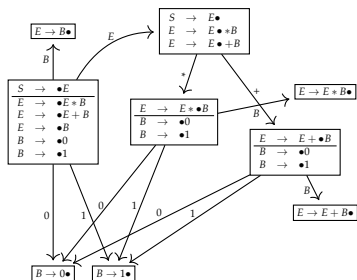 S → E•
E → E • ∗B
E → E • +B
E → B•
E
B
S → •E
E → •E ∗ B
E → •E + B
E → •B
B → •0
B → •1
∗
+
B
E → E ∗ B•
E → E ∗ •B
B → •0
B → •1
E → E + •B
B → •0
B → •1
0
1
0
1
0
1
B
E → E + B•
B → 0•
B → 1•